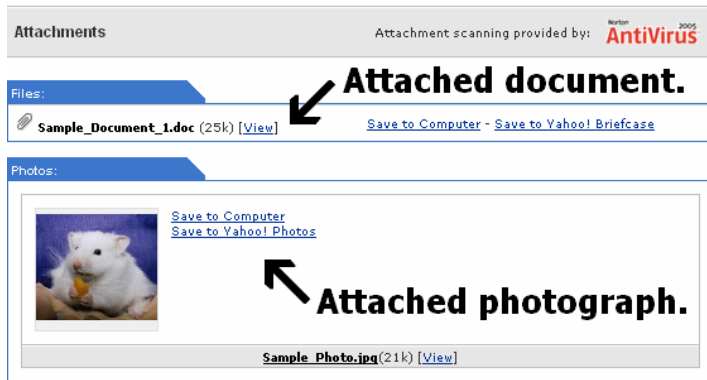 Attachments
Attachment scanning provided by:
Norton
AntiVirus
2005
Attached document.
Files:
Sample_Document_1.doc (25k) [View]
Save to Computer - Save to Yahoo! Briefcase
Photos:
Save to Computer
Save to Yahoo! Photos
Attached photograph.
Sample_Photo.jpg(21k) [View]